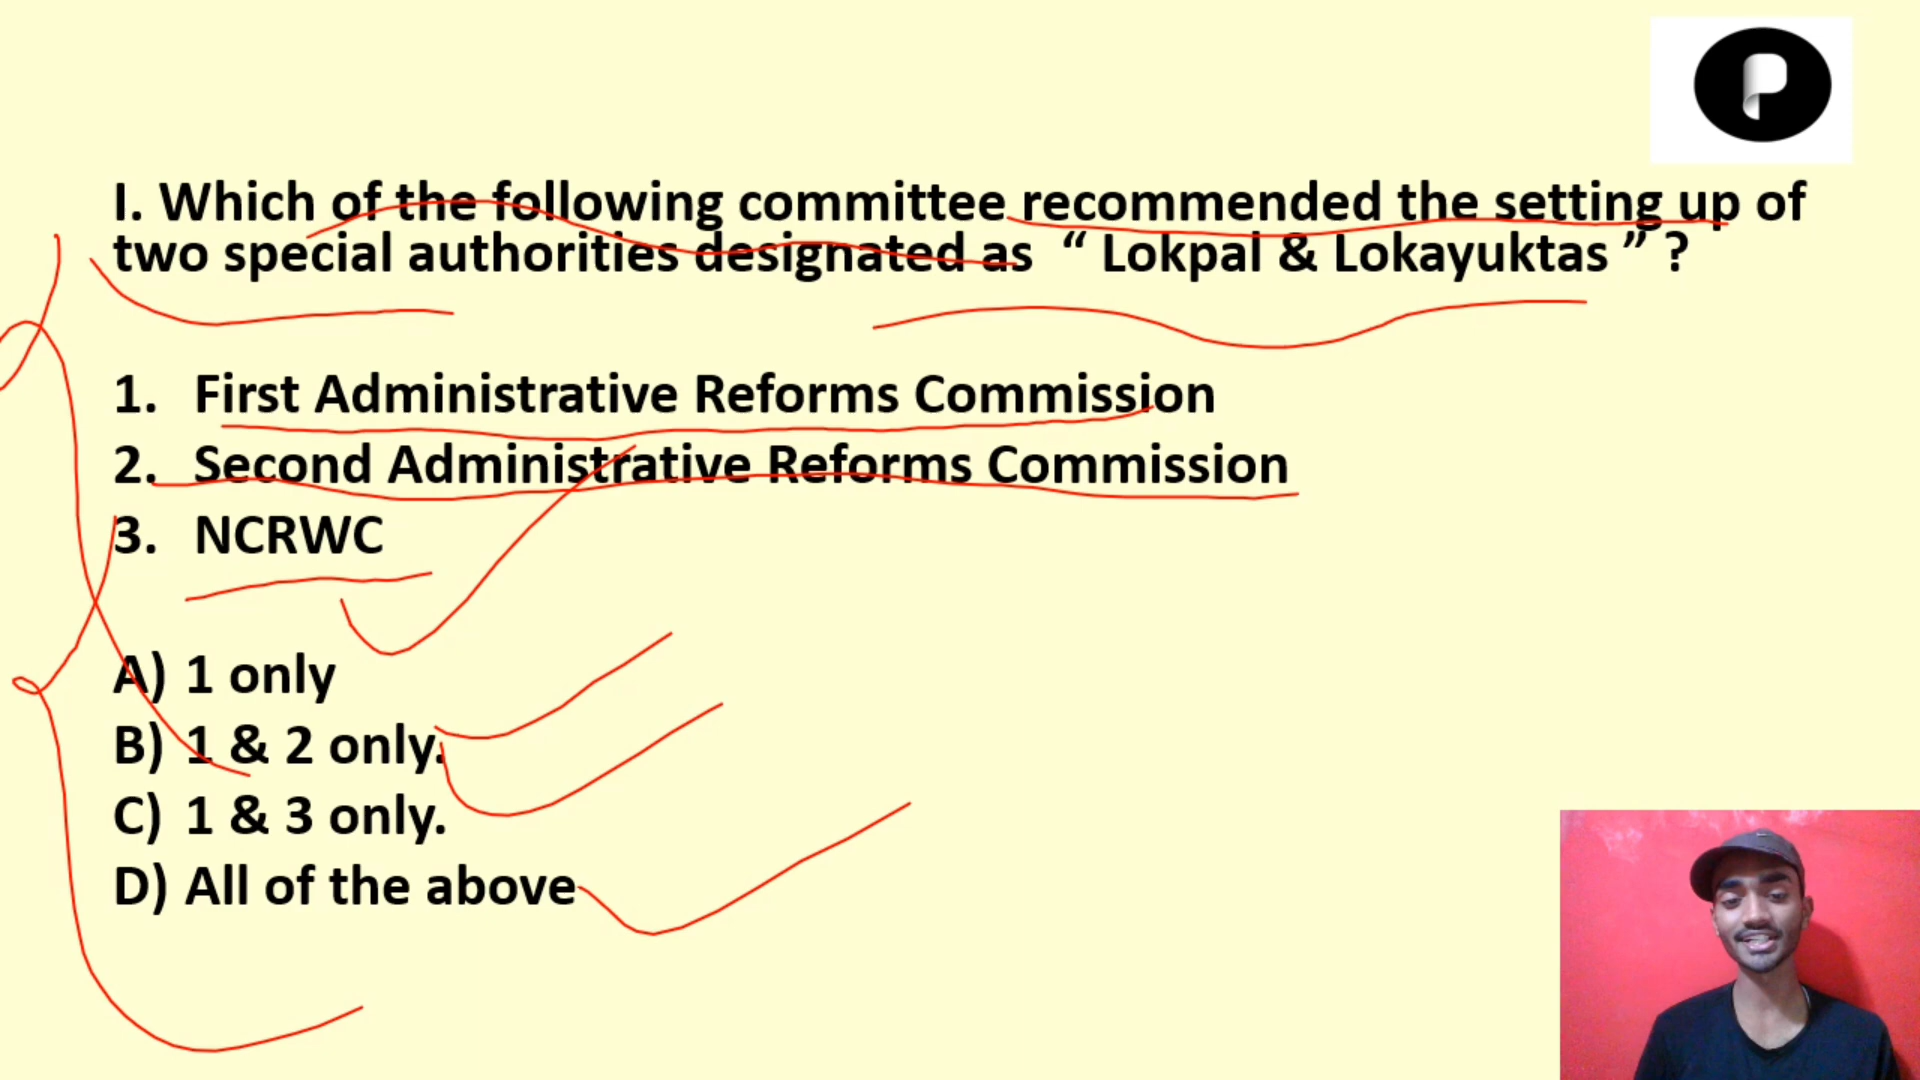 P
I. Which of the following committee recommended the setting up of
two special authorities designated as “ Lokpal & Lokayuktas ” ?
1. First Administrative Reforms Commission
2. Second Administrative Reforms Commission
3. NCRWC
A) 1 only
B) 1 & 2 only.
C) 1 & 3 only.
D) All of the above